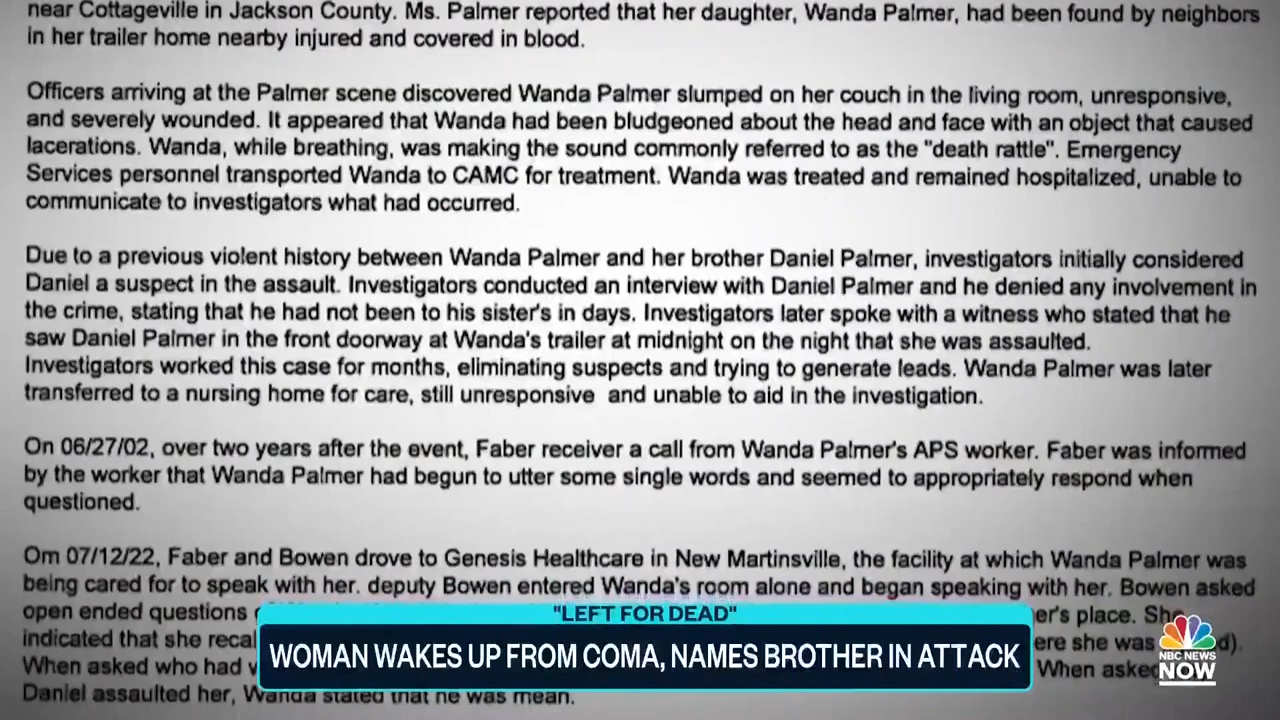 near Cottageville in Jackson County. Ms. Palmer reported that her daughter, Wanda Palmer, had been found by neighbors
in her trailer home nearby injured and covered in blood.
Officers arriving at the Palmer scene discovered Wanda Palmer slumped on her couch in the living room, unresponsive,
and severely wounded. It appeared that Wanda had been bludgeoned about the head and face with an object that caused
lacerations. Wanda, while breathing, was making the sound commonly referred to as the "death rattle". Emergency
Services personnel transported Wanda to CAMC for treatment. Wanda was treated and remained hospitalized, unable to
communicate to investigators what had occurred.
Due to a previous violent history between Wanda Palmer and her brother Daniel Palmer, investigators initially considered
Daniel a suspect in the assault. Investigators conducted an interview with Daniel Palmer and he denied any involvement in
the crime, stating that he had not been to his sister's in days. Investigators later spoke with a witness who stated that he
saw Daniel Palmer in the front doorway at Wanda's trailer at midnight on the night that she was assaulted.
Investigators worked this case for months, eliminating suspects and trying to generate leads. Wanda Palmer was later
transferred to a nursing home for care, still unresponsive and unable to aid in the investigation.
On 06/27/02, over two years after the event, Faber receiver a call from Wanda Palmer's APS worker. Faber was informed
by the worker that Wanda Palmer had begun to utter some single words and seemed to appropriately respond when
questioned.
Om 07/12/22, Faber and Bowen drove to Genesis Healthcare in New Martinsville, the facility at which Wanda Palmer was
being cared for to speak with her. deputy Bowen entered Wanda's room alone and began speaking with her. Bowen asked
open ended questions er's place. She
indicated that she recal ere she was d).
When asked who had When asked
Daniel assaulted her, Wanda stated that he was mean.
"LEFT FOR DEAD"
WOMAN WAKES UP FROM COMA, NAMES BROTHER IN ATTACK
NBC NEWS
NOW